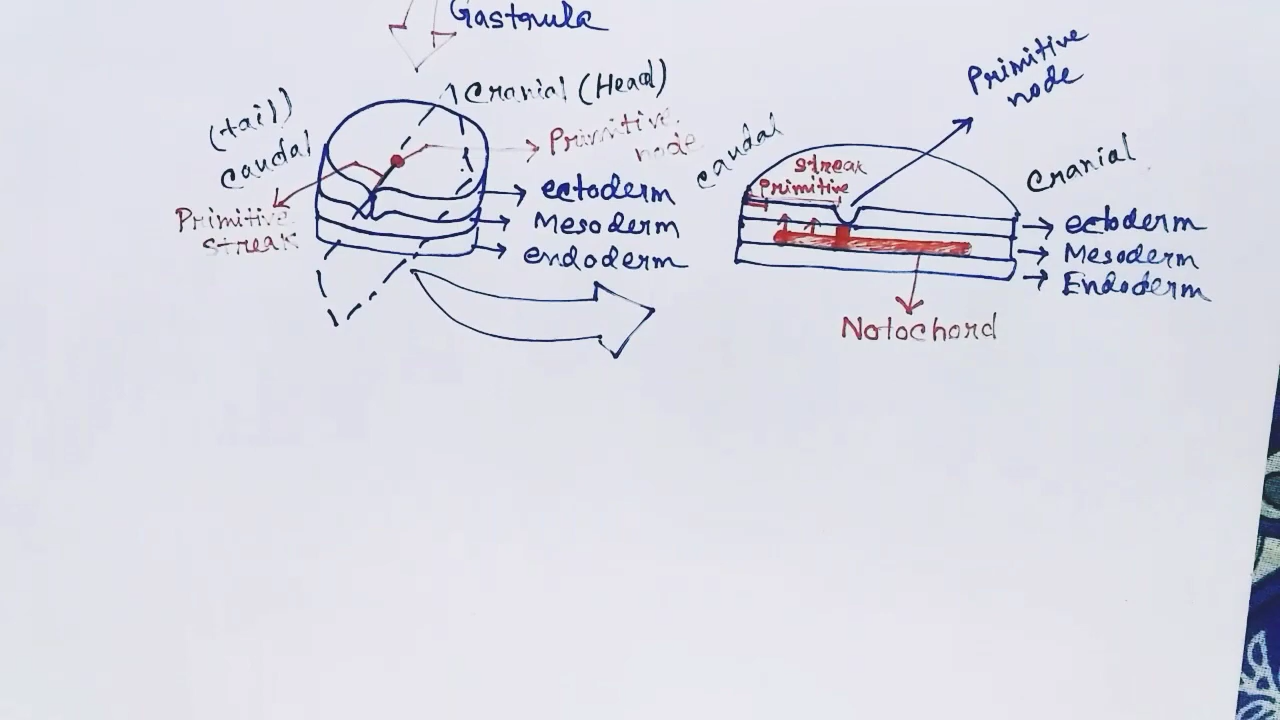 Gastrula
Cranial (Head)
(tail)
caudal
Primitive
node
ectoderm
Mesoderm
endoderm
Primitive
streak
Primitive
node
caudal
cranial
streak
Primitive
ectoderm
Mesoderm
Endoderm
Notochord